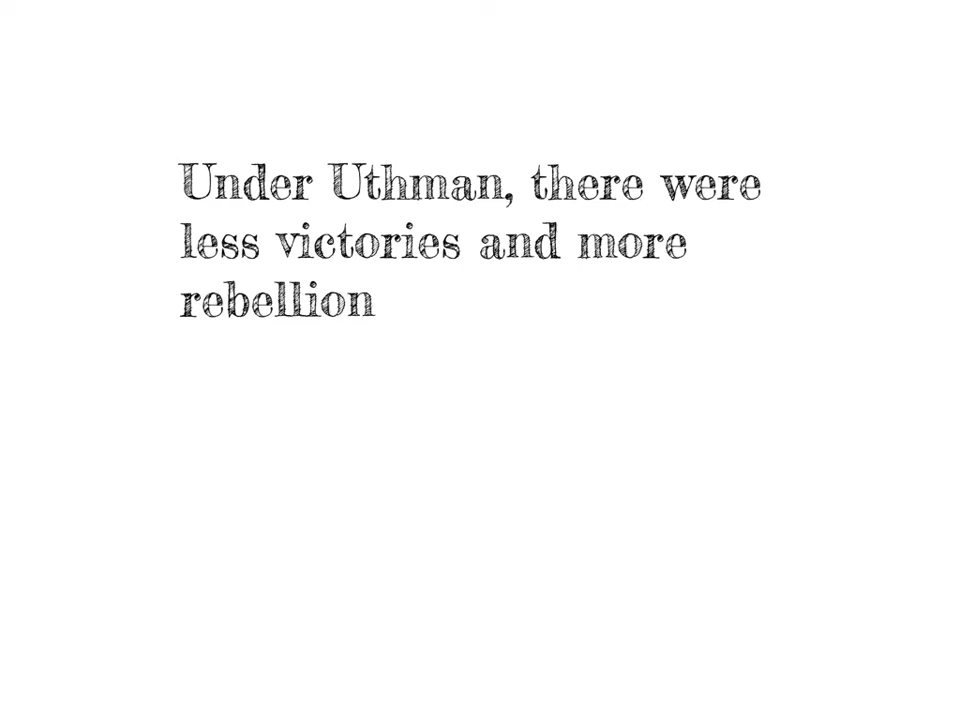 Under Uthman, there were
less victories and more
rebellion